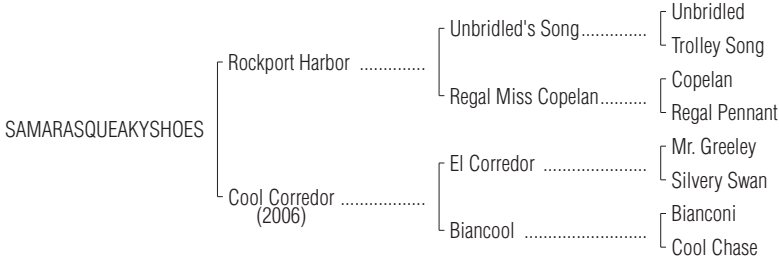 Unbridled
Unbridled's Song..............
Trolley Song
Rockport Harbor ..............
Copelan
Regal Miss Copelan..........
Regal Pennant
SAMARASQUEAKYSHOES
Mr. Greeley
El Corredor ......................
Silvery Swan
Cool Corredor ..................
(2006)
Bianconi
Biancool ..........................
Cool Chase